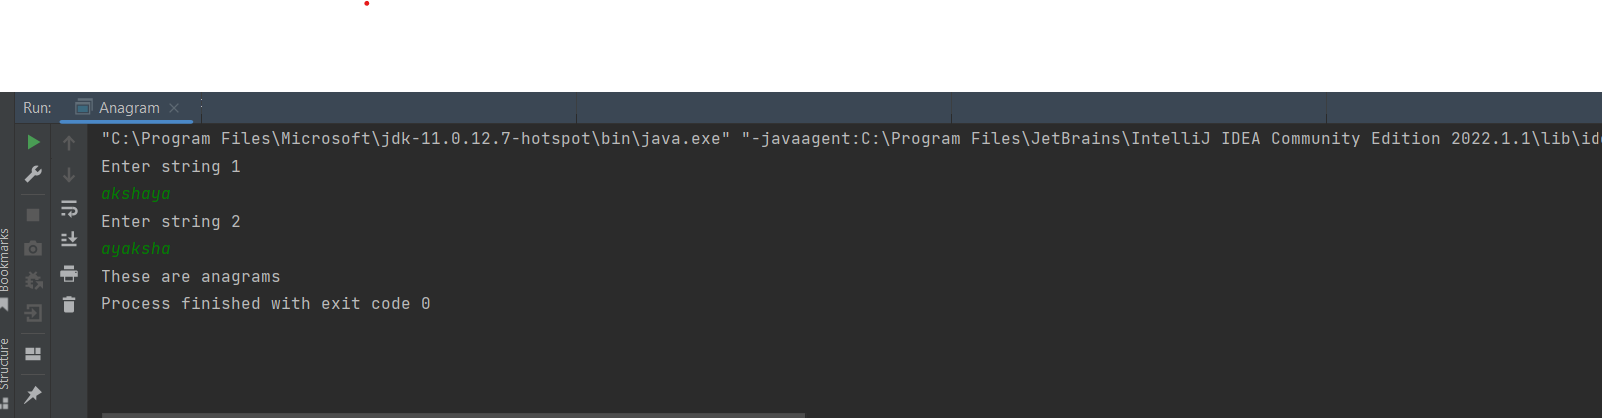 Run: Anagram
"C:\Program Files\Microsoft\jdk-11.0.12.7-hotspot\bin\java.exe" "-javaagent:C:\Program Files\JetBrains\IntelliJ IDEA Community Edition 2022.1.1\lib\ide
Enter string 1
akshaya
Enter string 2
ayaksha
These are anagrams
Process finished with exit code 0
Bookmarks
Structure